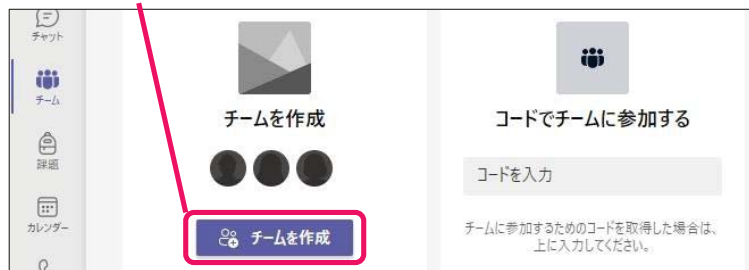 チャット
チーム
課題
カレンダー
チームを作成
チームを作成
コードでチームに参加する
コードを入力
チームに参加するためのコードを取得した場合は、
上に入力してください。